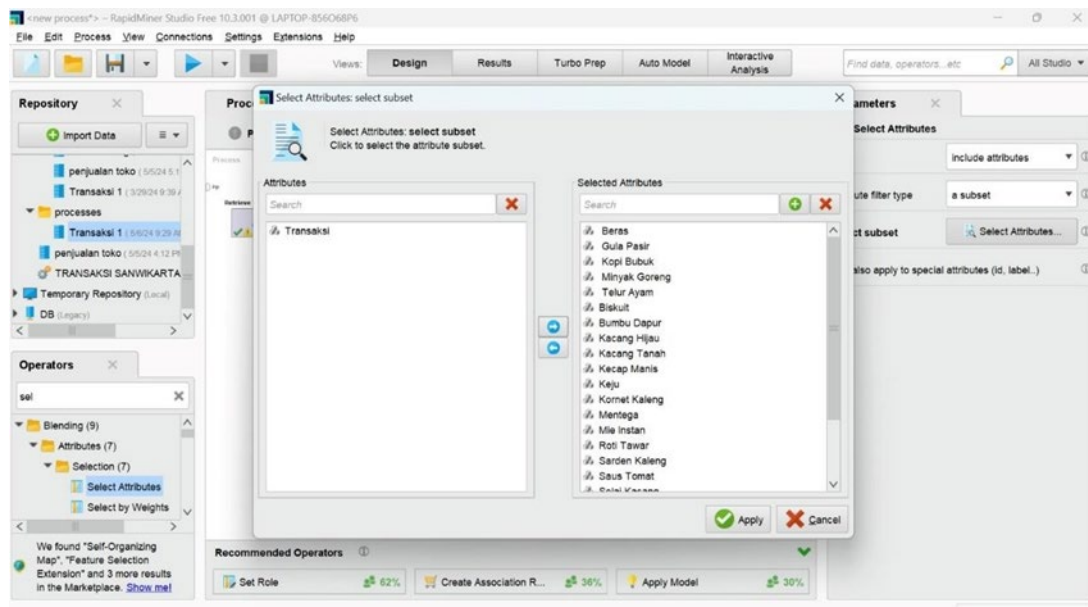 <new process*> – RapidMiner Studio Free 10.3.001 @ LAPTOP-856O68P6
File Edit Process View Connections Settings Extensions Help
Views: Design Results Turbo Prep Auto Model Interactive Analysis
Find data, operators...etc All Studio
Repository
Import Data
penjualan toko
Transaksi 1
processes
Transaksi 1
penjualan toko
TRANSAKSI SANWIKARTA
Temporary Repository (Local)
DB (Legacy)
Operators
sel
Blending (9)
Attributes (7)
Selection (7)
Select Attributes
Select by Weights
We found "Self-Organizing
Map", "Feature Selection
Extension" and 3 more results
in the Marketplace. Show me!
Process
Select Attributes: select subset
Select Attributes: select subset
Click to select the attribute subset.
Attributes
Search
Transaksi
Selected Attributes
Search
Beras
Gula Pasir
Kopi Bubuk
Minyak Goreng
Telur Ayam
Biskuit
Bumbu Dapur
Kacang Hijau
Kacang Tanah
Kecap Manis
Keju
Kornet Kaleng
Mentega
Mie Instan
Roti Tawar
Sarden Kaleng
Saus Tomat
Apply
Cancel
Recommended Operators
Set Role 62%
Create Association R... 36%
Apply Model 30%
ameters
Select Attributes
include attributes
ute filter type a subset
ct subset Select Attributes...
also apply to special attributes (id, label..)